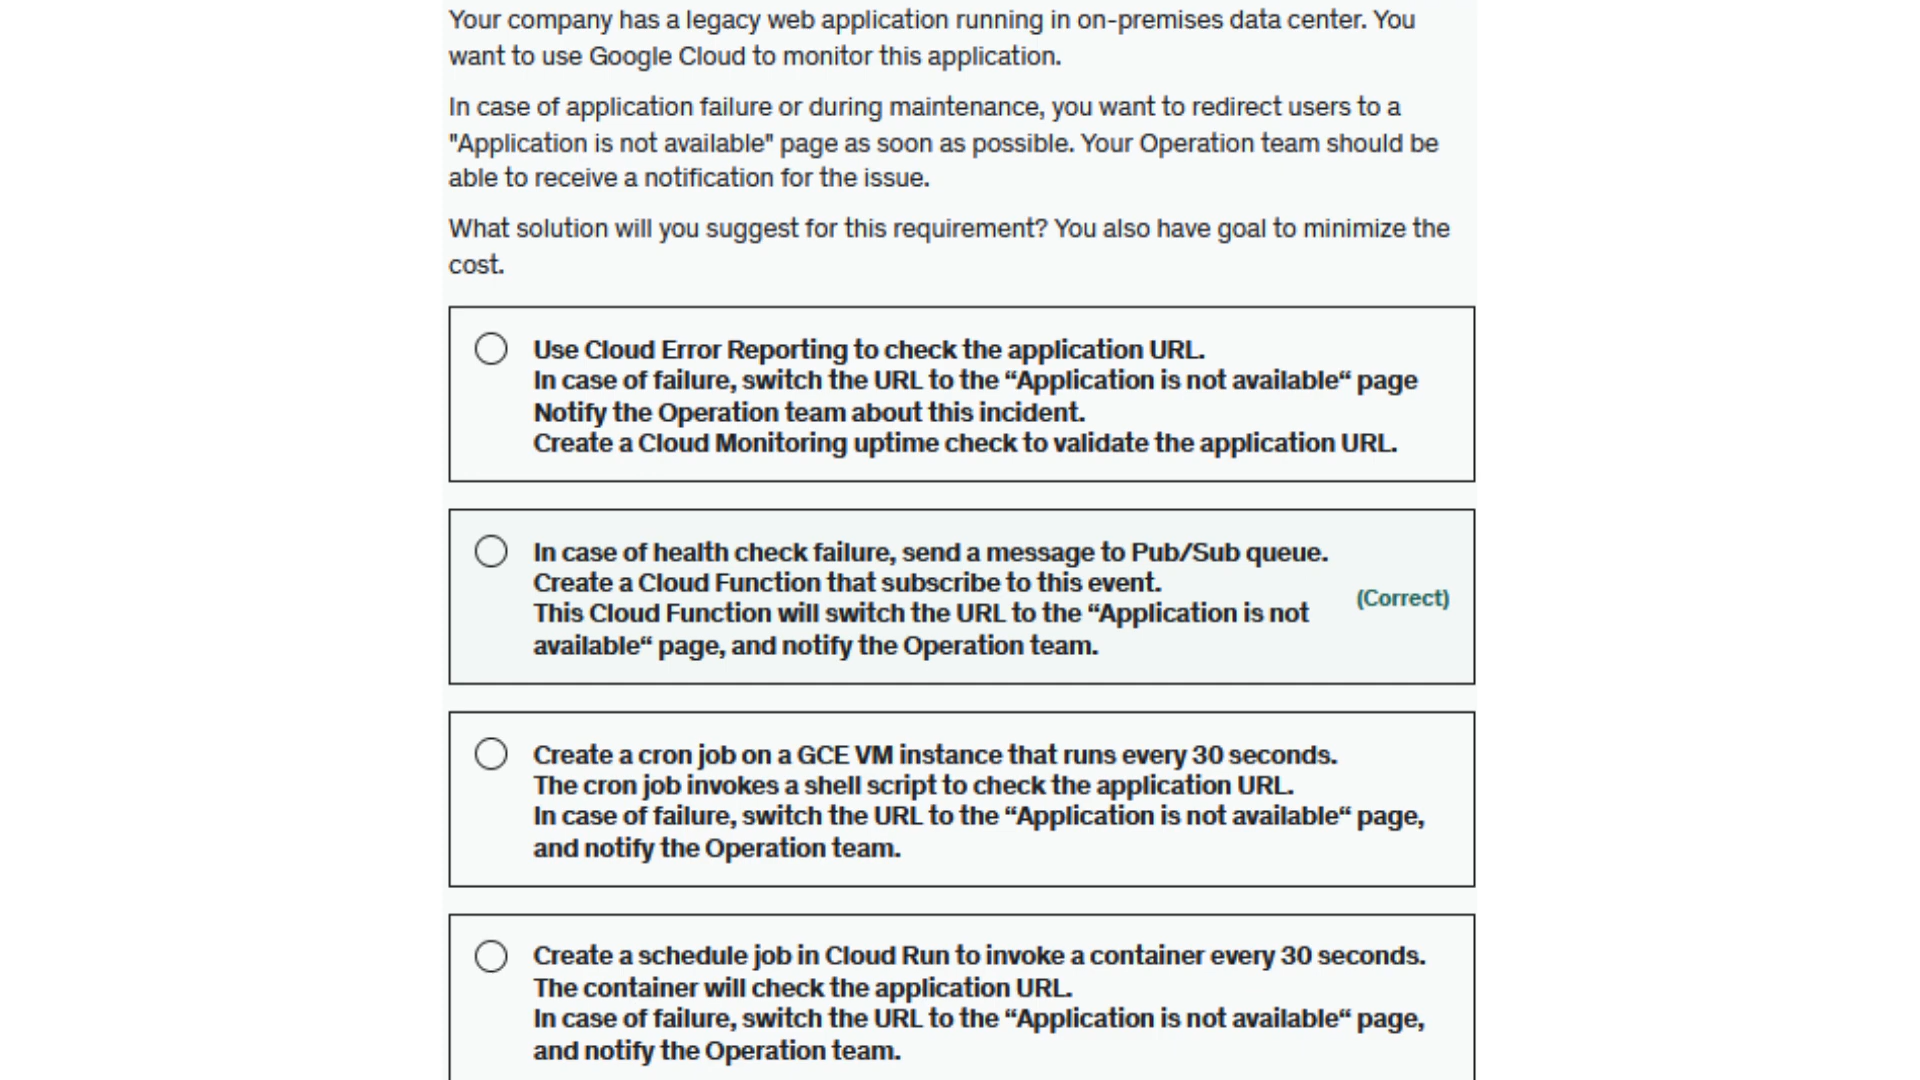 Your company has a legacy web application running in on-premises data center. You
want to use Google Cloud to monitor this application.
In case of application failure or during maintenance, you want to redirect users to a
"Application is not available" page as soon as possible. Your Operation team should be
able to receive a notification for the issue.
What solution will you suggest for this requirement? You also have goal to minimize the
cost.
Use Cloud Error Reporting to check the application URL.
In case of failure, switch the URL to the “Application is not available“ page
Notify the Operation team about this incident.
Create a Cloud Monitoring uptime check to validate the application URL.
In case of health check failure, send a message to Pub/Sub queue.
Create a Cloud Function that subscribe to this event.
This Cloud Function will switch the URL to the “Application is not
available“ page, and notify the Operation team.
(Correct)
Create a cron job on a GCE VM instance that runs every 30 seconds.
The cron job invokes a shell script to check the application URL.
In case of failure, switch the URL to the “Application is not available“ page,
and notify the Operation team.
Create a schedule job in Cloud Run to invoke a container every 30 seconds.
The container will check the application URL.
In case of failure, switch the URL to the “Application is not available“ page,
and notify the Operation team.